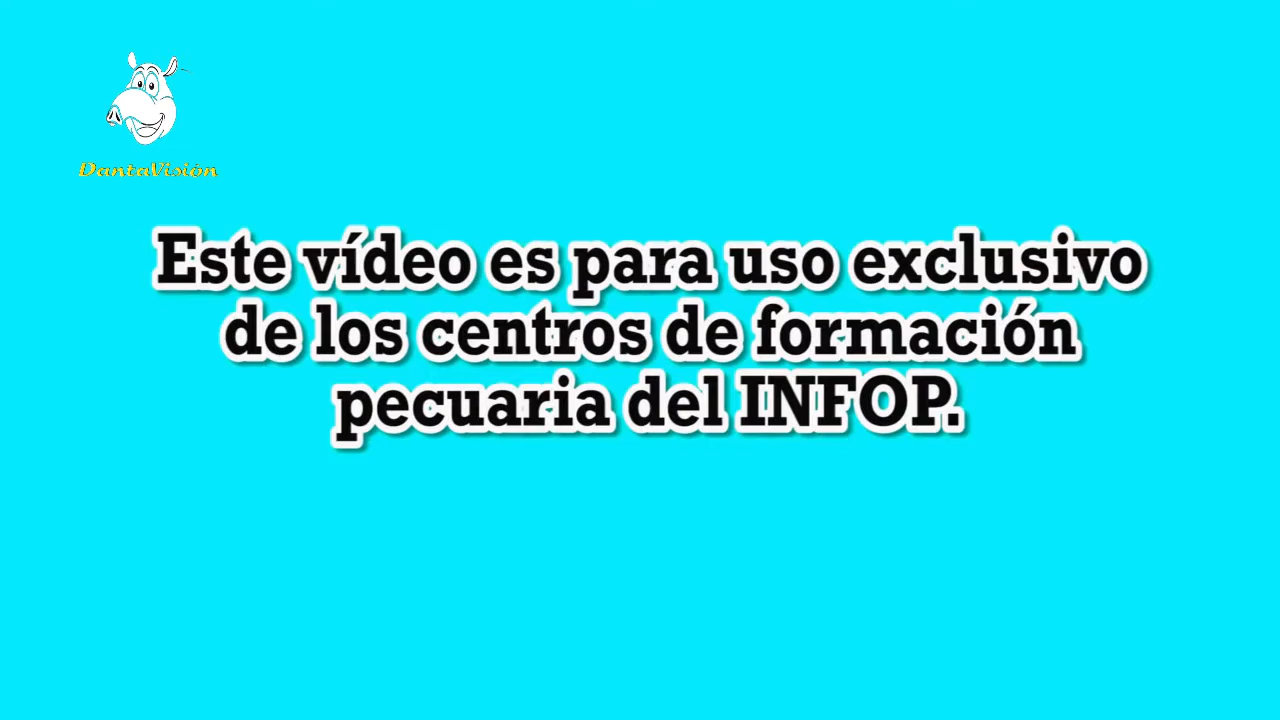 DantaVisión
Este vídeo es para uso exclusivo
de los centros de formación
pecuaria del INFOP.